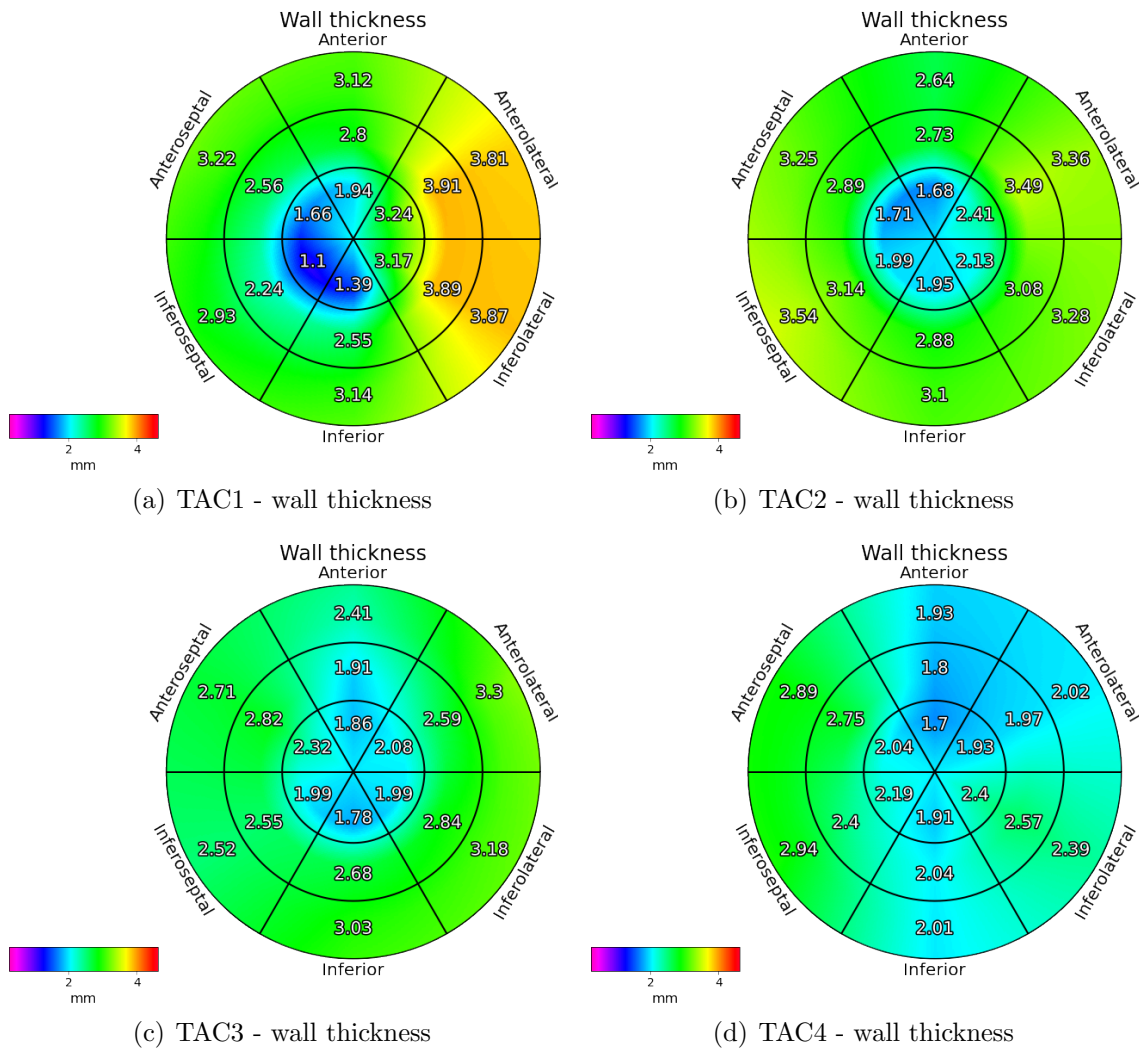 Wall thickness
Anterior
Anteroseptal
Anterolateral
Inferoseptal
Inferolateral
Inferior
3.12
2.8
3.22
3.81
2.56
3.91
1.94
1.66
3.24
1.1
3.17
1.39
2.24
3.89
2.93
3.87
2.55
3.14
2
4
mm
(a) TAC1 - wall thickness
Wall thickness
Anterior
Anteroseptal
Anterolateral
Inferoseptal
Inferolateral
Inferior
2.64
2.73
3.25
3.36
2.89
3.49
1.68
1.71
2.41
1.99
2.13
1.95
3.14
3.08
3.54
3.28
2.88
3.1
2
4
mm
(b) TAC2 - wall thickness
Wall thickness
Anterior
Anteroseptal
Anterolateral
Inferoseptal
Inferolateral
Inferior
2.41
1.91
2.71
3.3
2.82
2.59
1.86
2.32
2.08
1.99
1.99
1.78
2.55
2.84
2.52
3.18
2.68
3.03
2
4
mm
(c) TAC3 - wall thickness
Wall thickness
Anterior
Anteroseptal
Anterolateral
Inferoseptal
Inferolateral
Inferior
1.93
1.8
2.89
2.02
2.75
1.97
1.7
2.04
1.93
2.19
2.4
1.91
2.4
2.57
2.94
2.39
2.04
2.01
2
4
mm
(d) TAC4 - wall thickness